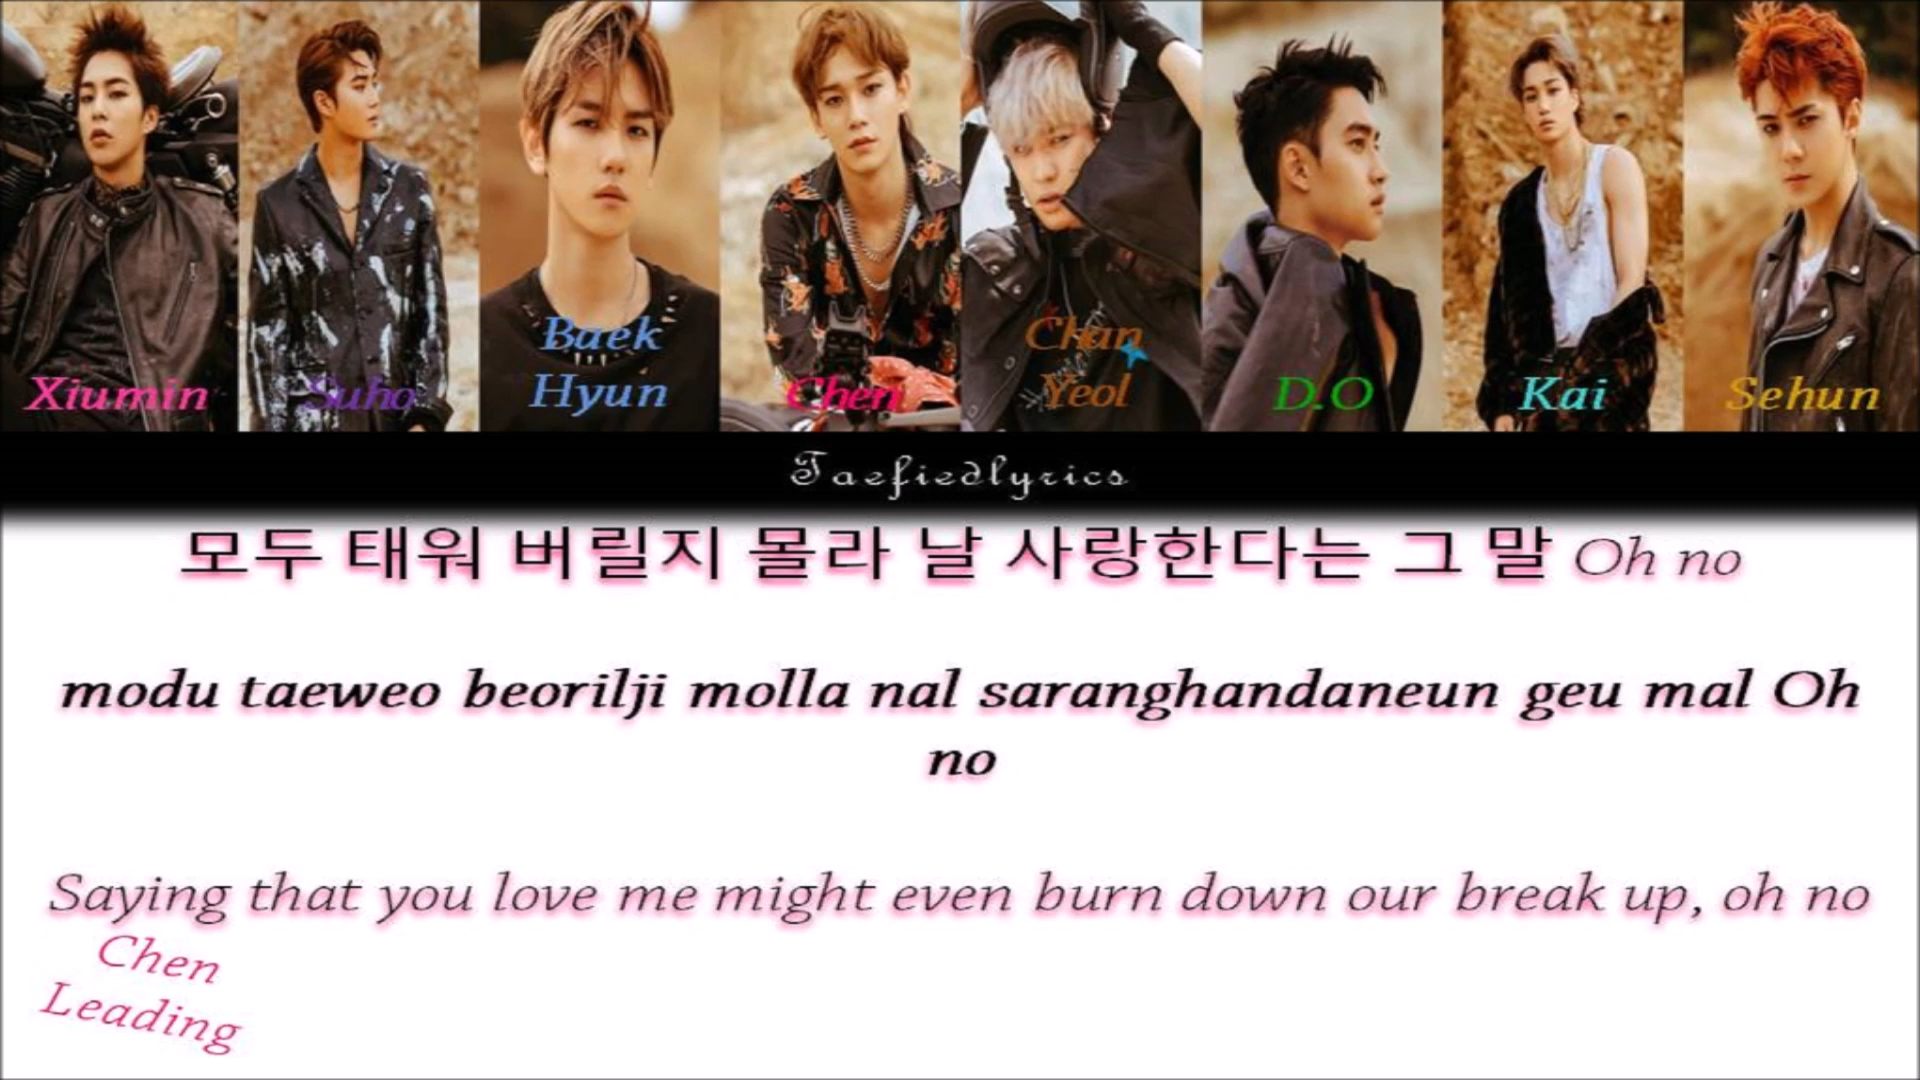 Xiumin
Suho
Baek
Hyun
Chen
Chan
Yeol
D.O
Kai
Sehun
Taefiedlyrics
모두 태워 버릴지 몰라 날 사랑한다는 그 말 Oh no
modu taeweo beorilji molla nal saranghandaneun geu mal Oh
no
Saying that you love me might even burn down our break up, oh no
Chen
Leading